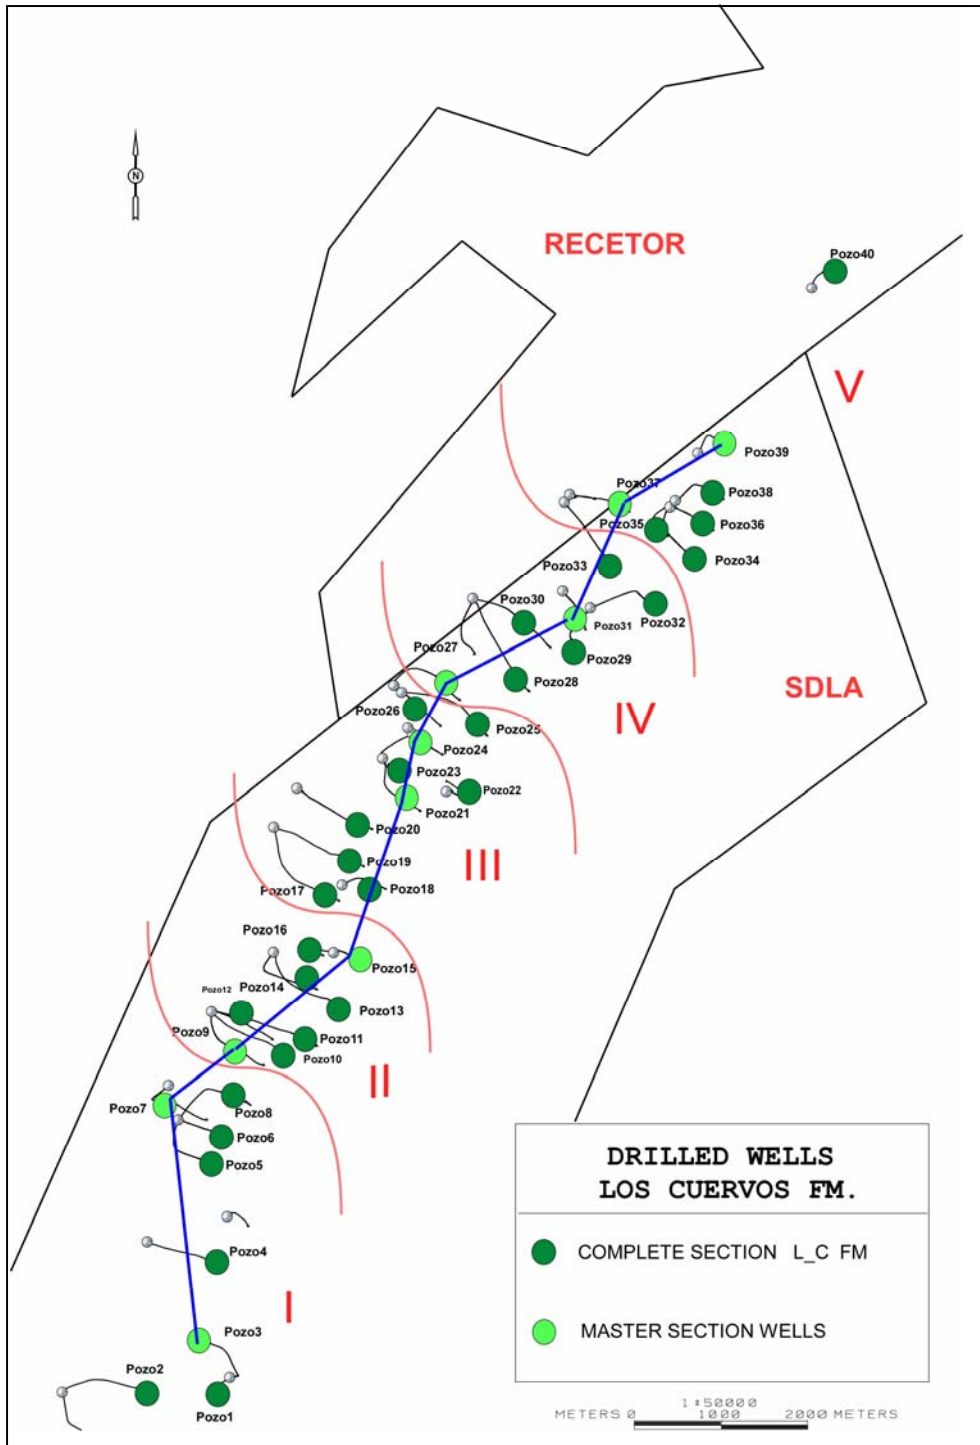 N
RECETOR
Pozo40
V
Pozo39
Pozo37
Pozo38
Pozo35
Pozo36
Pozo34
Pozo33
Pozo30
Pozo31
Pozo32
Pozo27
Pozo29
Pozo28
SDLA
IV
Pozo26
Pozo25
Pozo24
Pozo23
Pozo22
Pozo21
Pozo20
III
Pozo19
Pozo17
Pozo18
Pozo16
Pozo15
Pozo12
Pozo14
Pozo13
Pozo9
Pozo11
Pozo10
II
Pozo7
Pozo8
Pozo6
Pozo5
Pozo4
I
Pozo3
Pozo2
Pozo1
DRILLED WELLS
LOS CUERVOS FM.
COMPLETE SECTION L_C FM
MASTER SECTION WELLS
1:50000
METERS 0 1000 2000 METERS